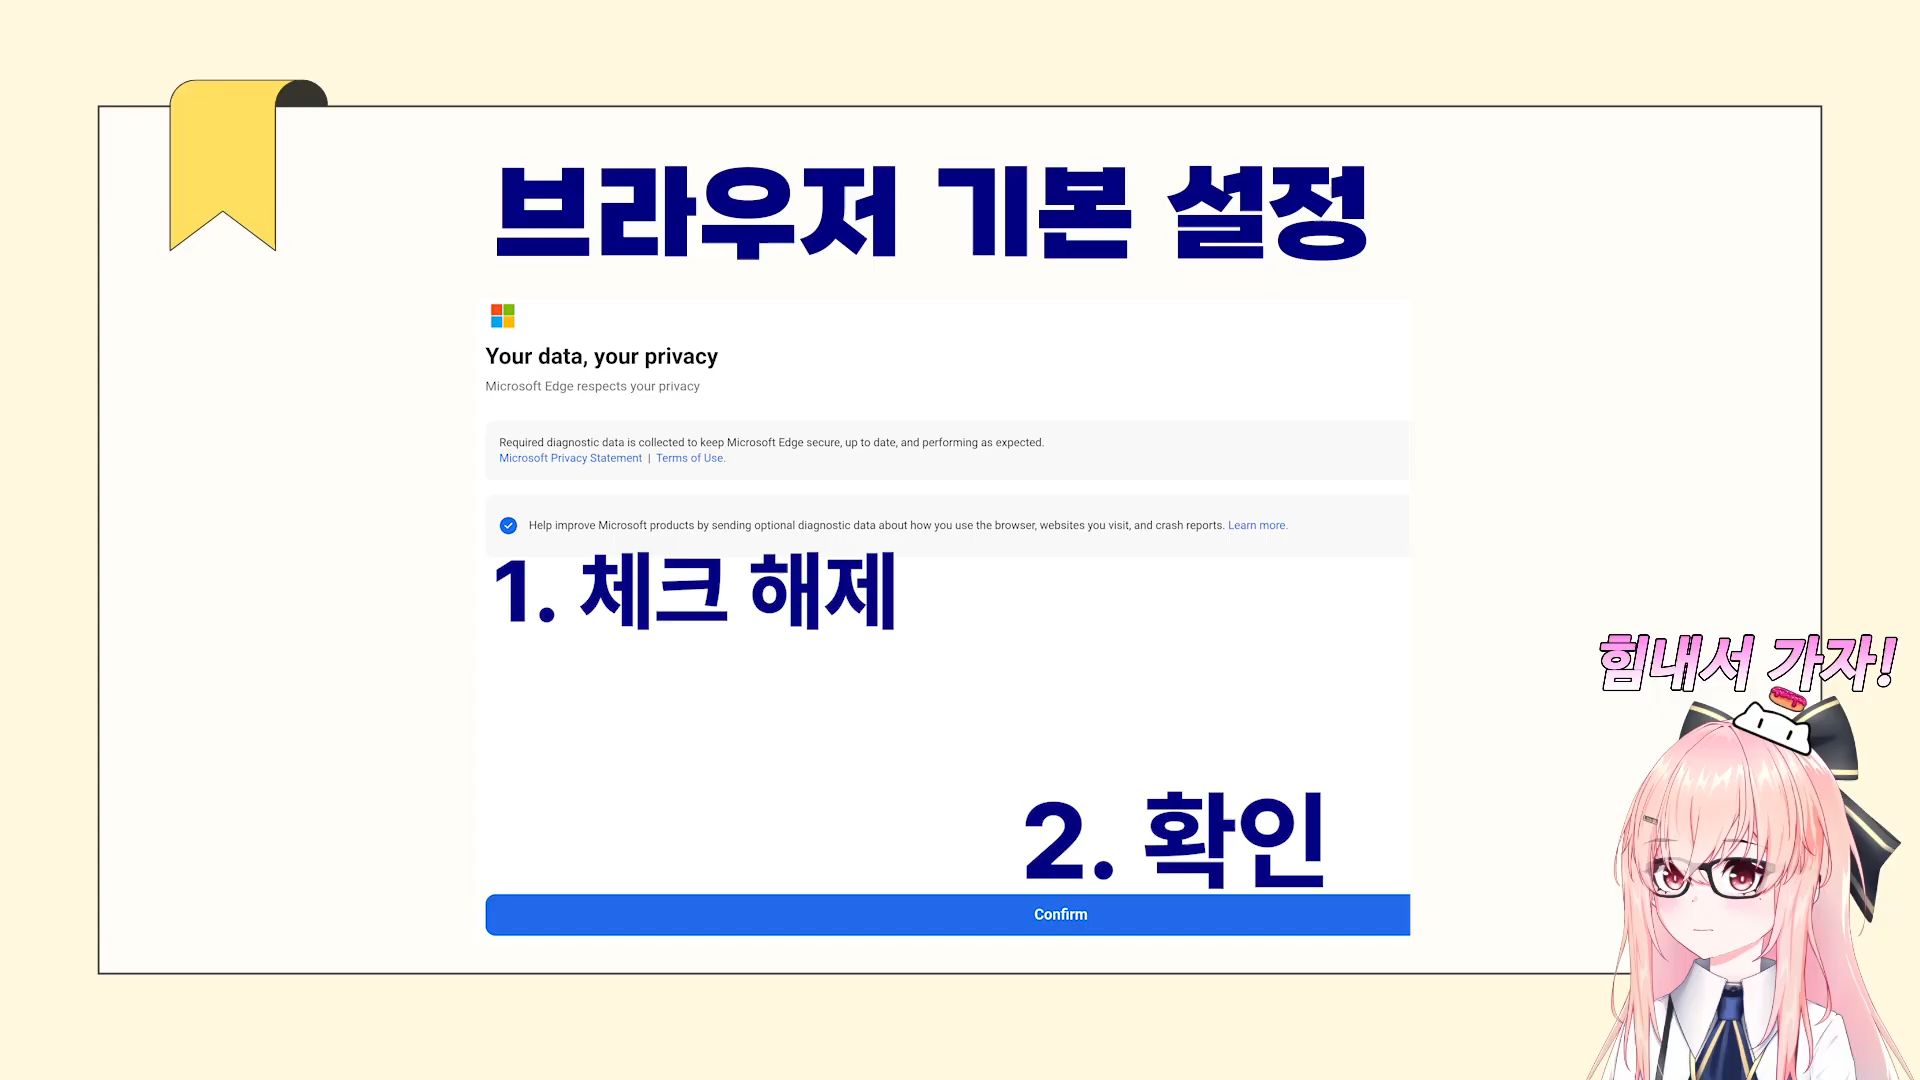 브라우저 기본 설정
Your data, your privacy
Microsoft Edge respects your privacy
Required diagnostic data is collected to keep Microsoft Edge secure, up to date, and performing as expected.
Microsoft Privacy Statement | Terms of Use.
Help improve Microsoft products by sending optional diagnostic data about how you use the browser, websites you visit, and crash reports. Learn more.
1. 체크 해제
힘내서 가자!
2. 확인
Confirm